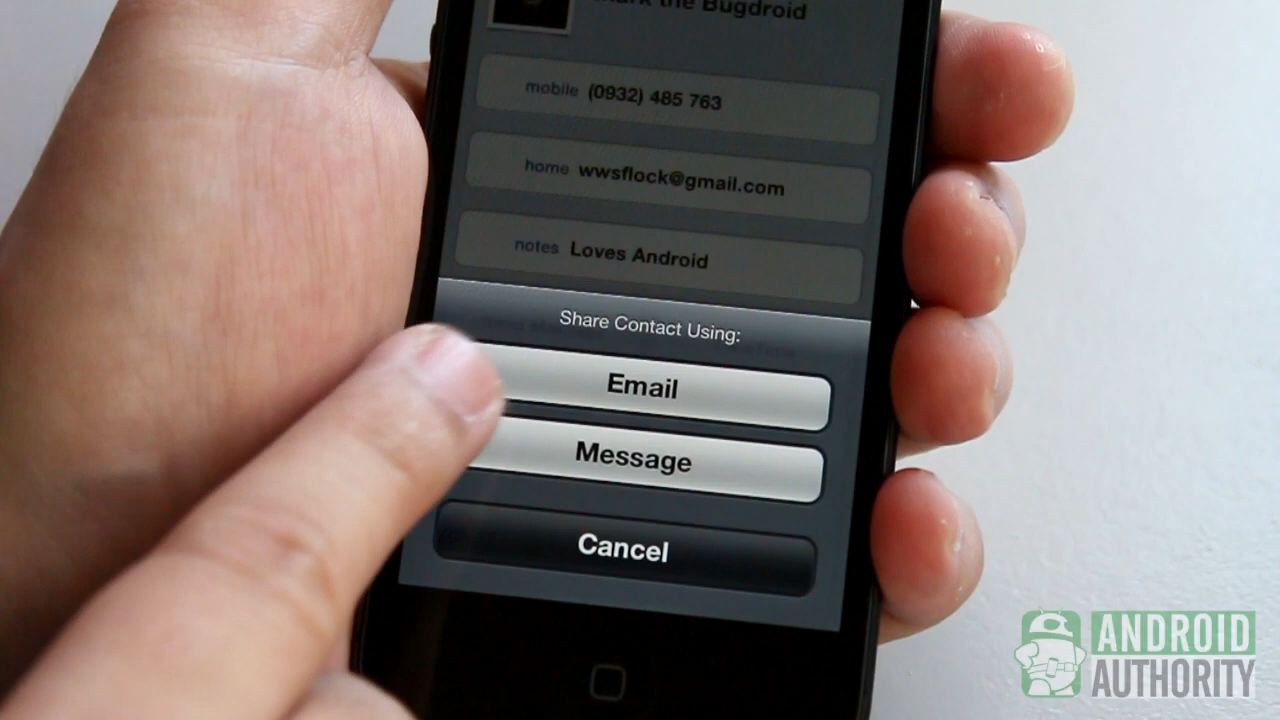 the Bugdroid
mobile (0932) 485 763
home wwsflock@gmail.com
notes Loves Android
Share Contact Using:
Email
Message
Cancel
ANDROID
AUTHORITY